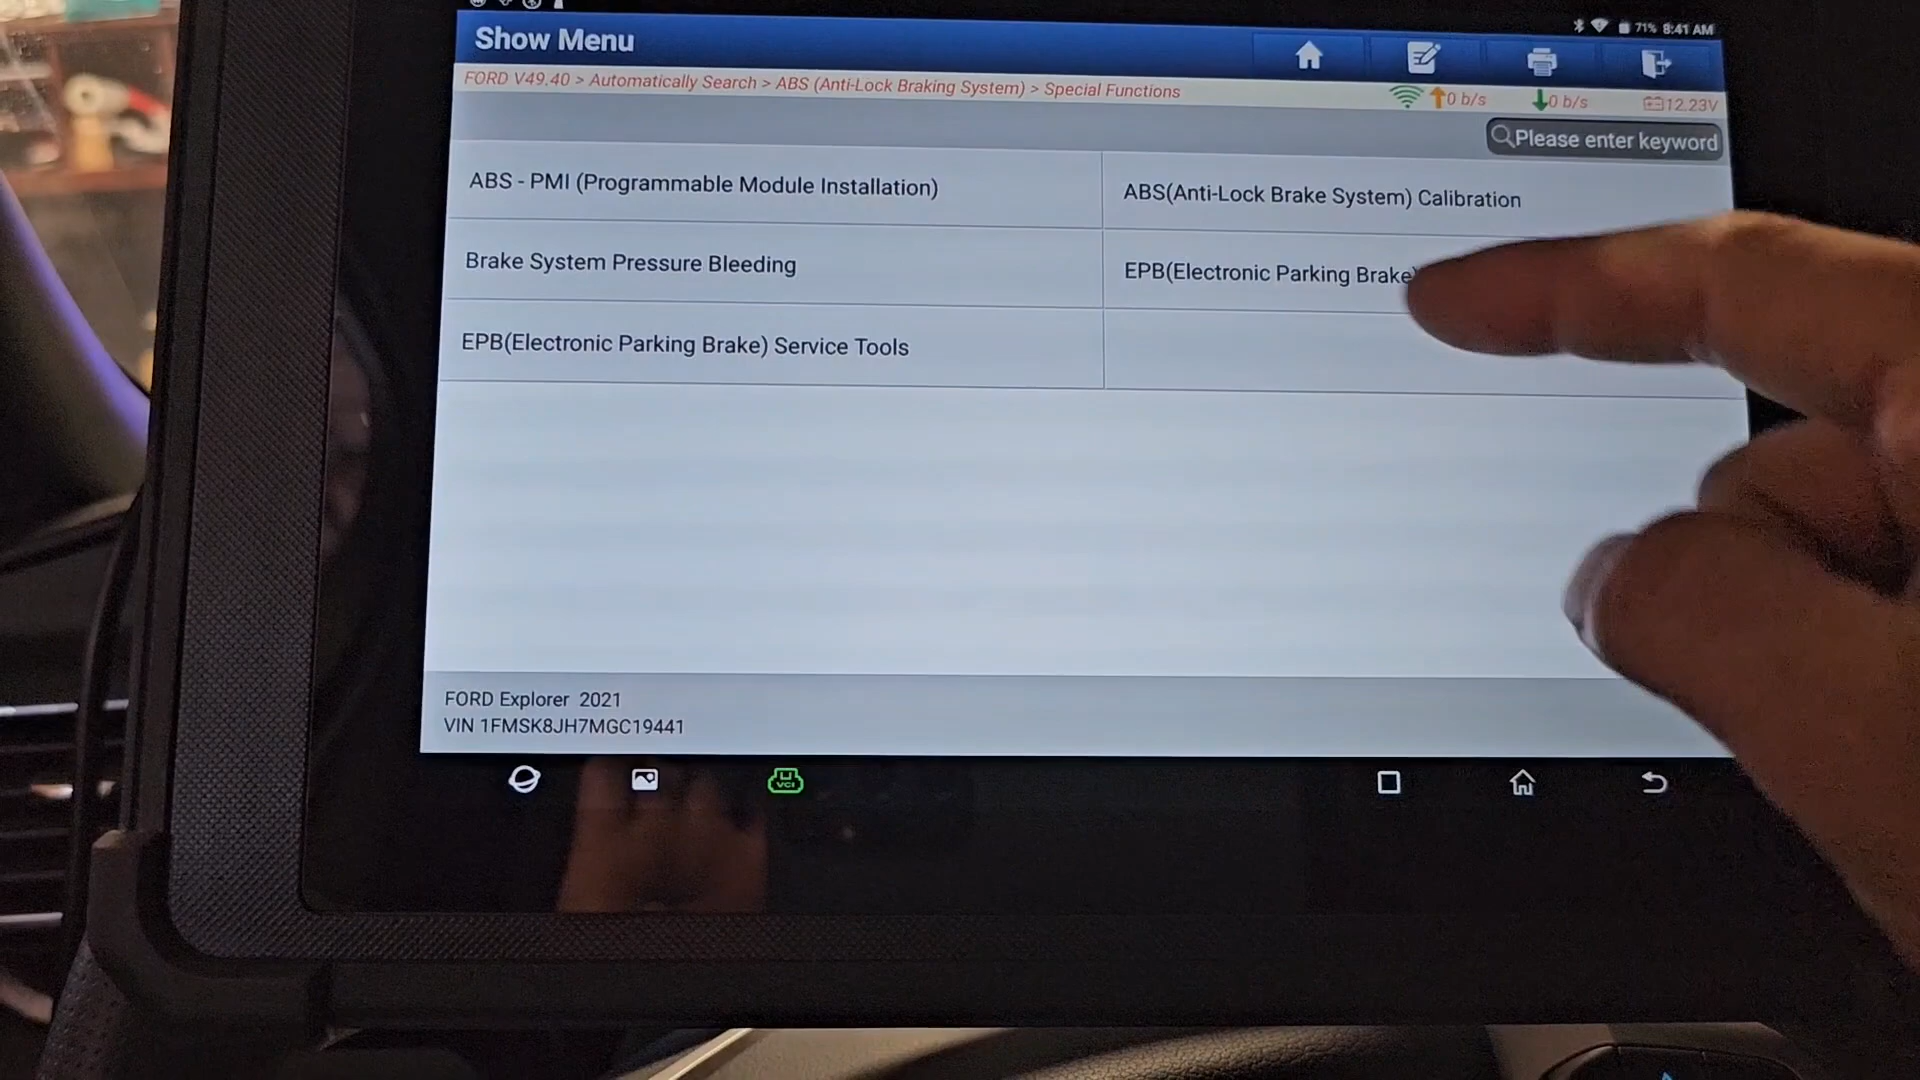 71% 8:41 AM
Show Menu
FORD V49.40 > Automatically Search > ABS (Anti-Lock Braking System) > Special Functions
0 b/s
0 b/s
12.23V
Please enter keyword
ABS - PMI (Programmable Module Installation)
ABS(Anti-Lock Brake System) Calibration
Brake System Pressure Bleeding
EPB(Electronic Parking Brake)
EPB(Electronic Parking Brake) Service Tools
FORD Explorer 2021
VIN 1FMSK8JH7MGC19441
VCI